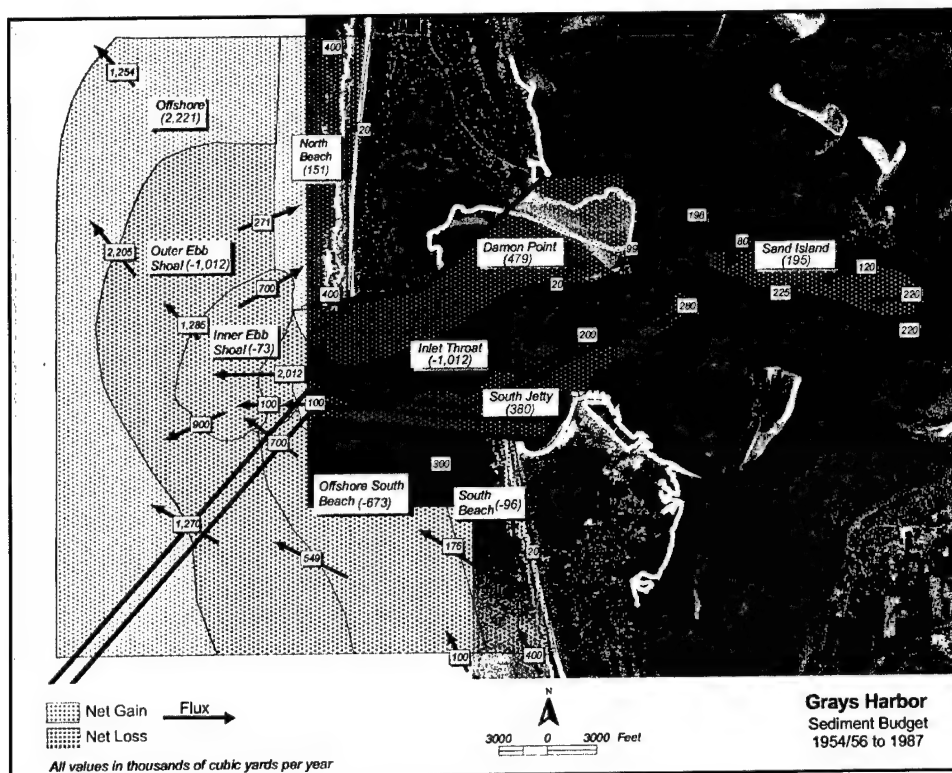 400
1,254
Offshore
(2,221)
20
North
Beach
(151)
271
198
Outer Ebb
Shoal (-1,012)
2,205
Damon Point
(479)
99
80
Sand Island
(195)
120
700
400
20
280
225
220
1,285
Inner Ebb
Shoal (-73)
200
220
Inlet Throat
(-1,012)
2,012
100
100
South Jetty
(380)
900
700
300
Offshore South
Beach (-673)
South
Beach (-96)
1,270
549
175
20
100
400
Net Gain
Flux
Net Loss
N
3000 0 3000 Feet
Grays Harbor
Sediment Budget
1954/56 to 1987
All values in thousands of cubic yards per year